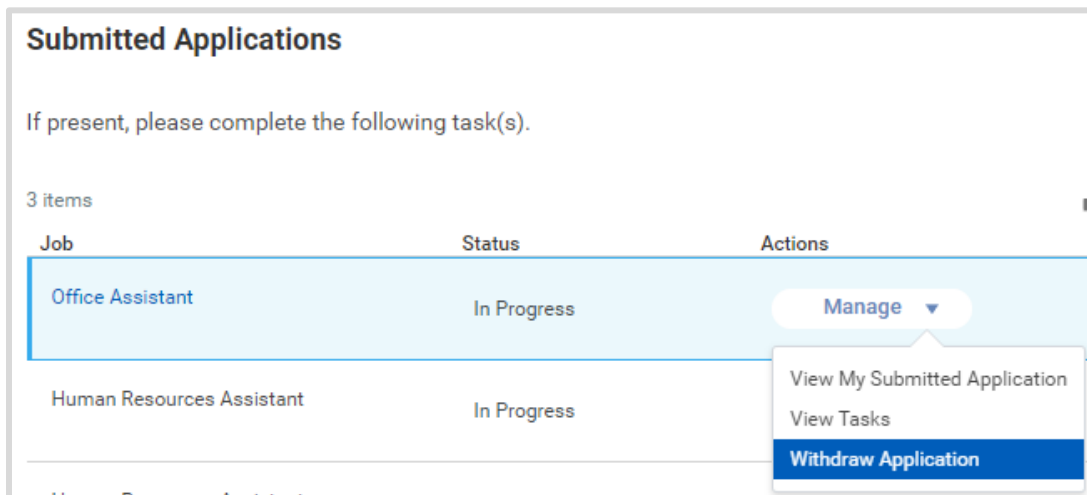 Submitted Applications
If present, please complete the following task(s).
3 items
Job Status Actions
Office Assistant In Progress Manage
View My Submitted Application
Human Resources Assistant In Progress
View Tasks
Withdraw Application